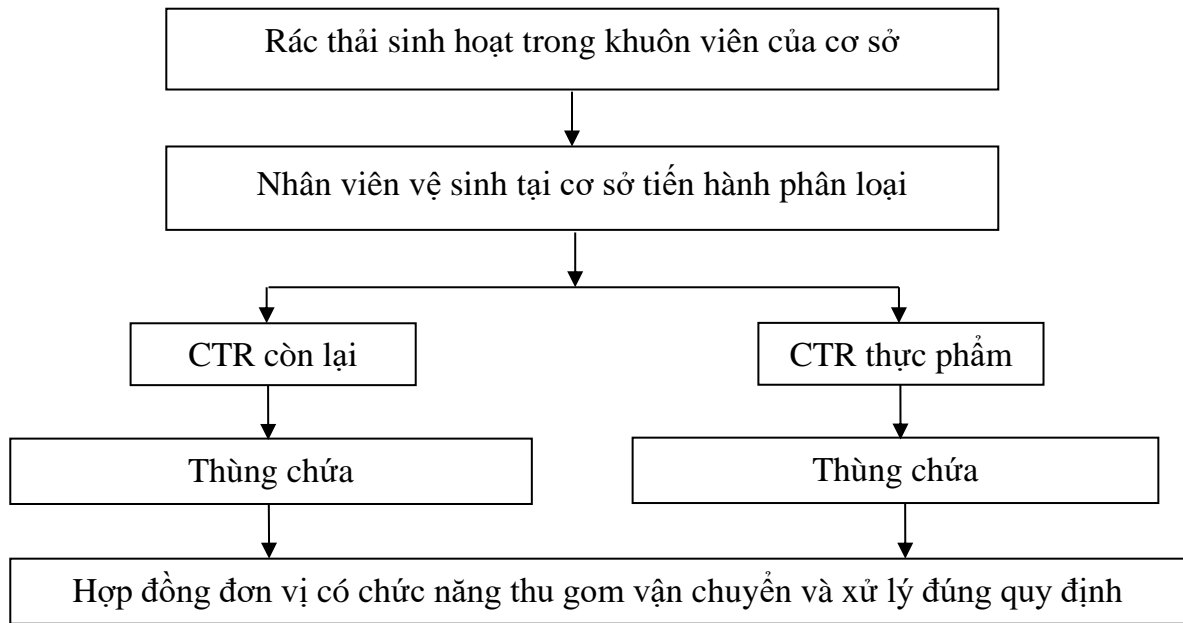 Rác thải sinh hoạt trong khuôn viên của cơ sở
Nhân viên vệ sinh tại cơ sở tiến hành phân loại
CTR còn lại
CTR thực phẩm
Thùng chứa
Thùng chứa
Hợp đồng đơn vị có chức năng thu gom vận chuyển và xử lý đúng quy định